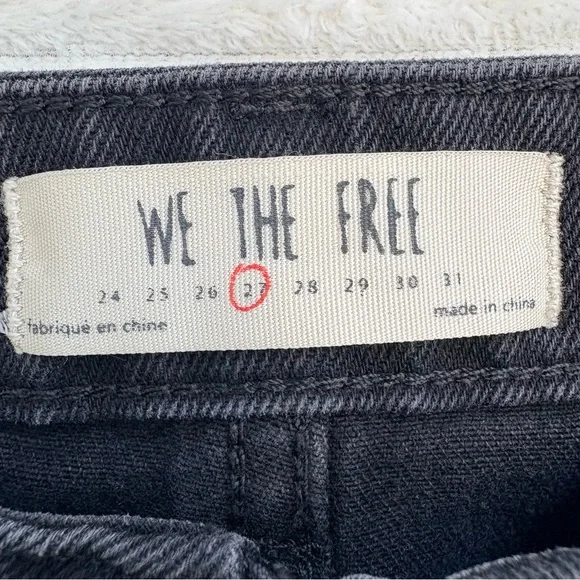 WE THE FREE
24 25 26 27 28 29 30 31
fabriqué en chine made in china